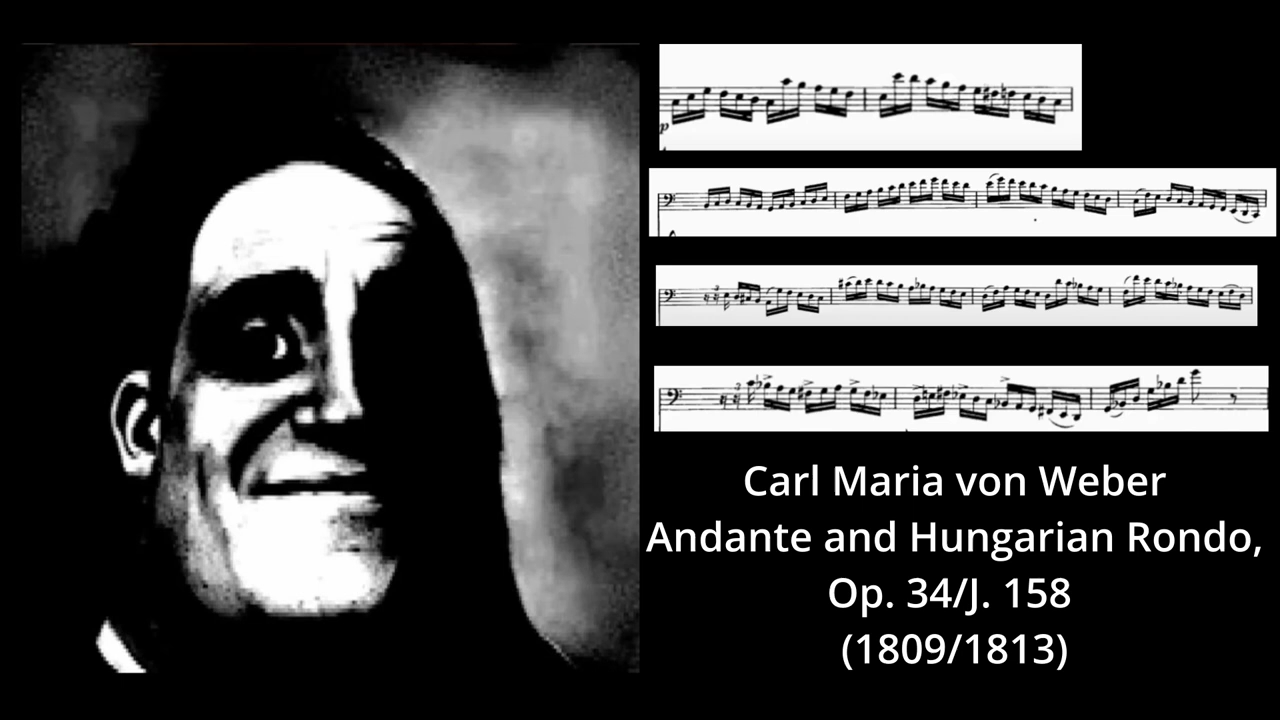 p
Carl Maria von Weber
Andante and Hungarian Rondo,
Op. 34/J. 158
(1809/1813)